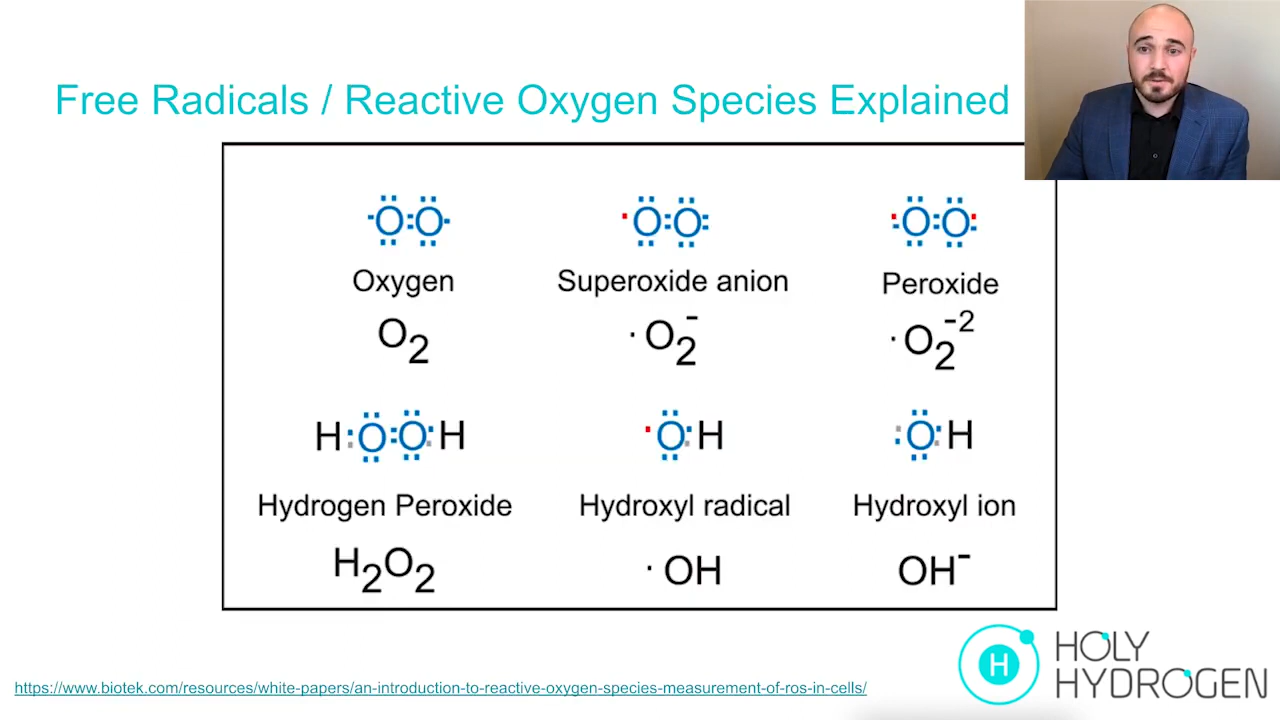 Free Radicals / Reactive Oxygen Species Explained
·O:O·
·O:O:
·O:O·
Oxygen
Superoxide anion
Peroxide
O2
·O2-
·O2-2
H:O:O:H
·O:H
:O:H
Hydrogen Peroxide
Hydroxyl radical
Hydroxyl ion
H2O2
·OH
OH-
H
HOLY
HYDROGEN
https://www.biotek.com/resources/white-papers/an-introduction-to-reactive-oxygen-species-measurement-of-ros-in-cells/